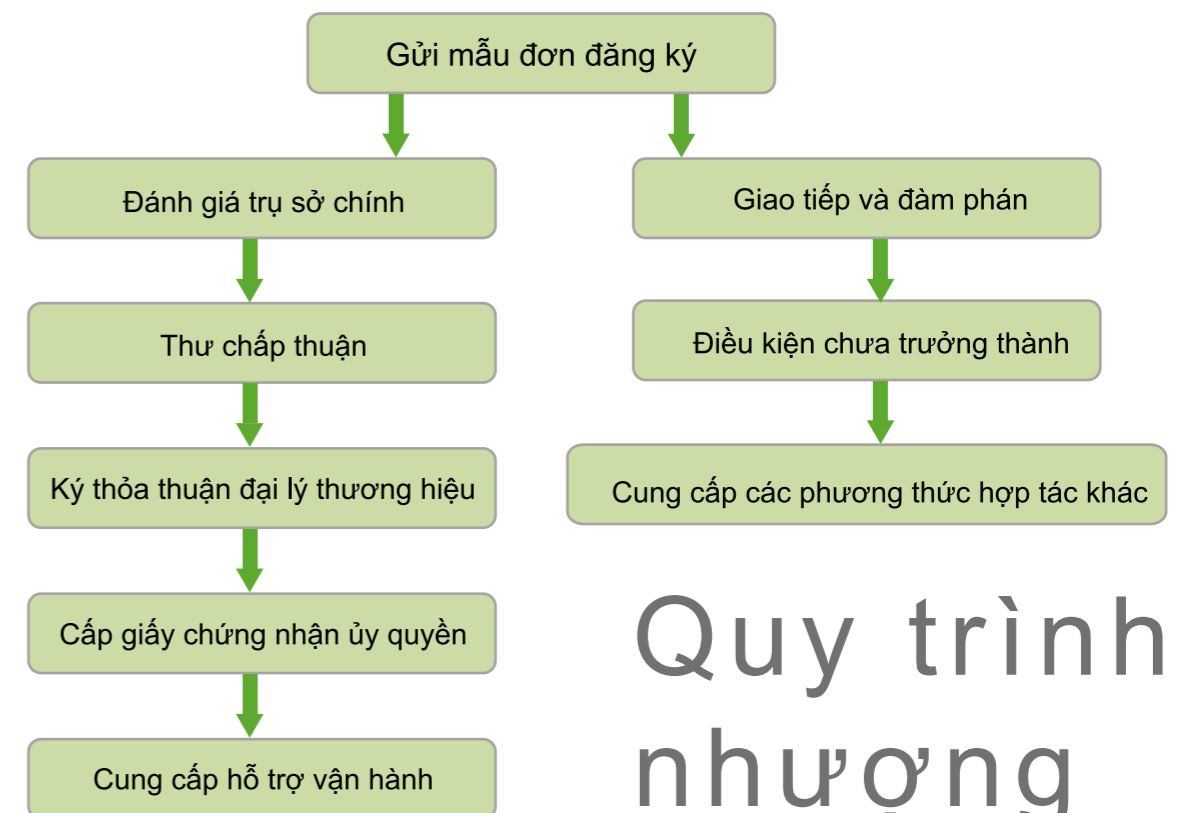 Gửi mẫu đơn đăng ký
Đánh giá trụ sở chính
Giao tiếp và đàm phán
Thư chấp thuận
Điều kiện chưa trưởng thành
Ký thỏa thuận đại lý thương hiệu
Cung cấp các phương thức hợp tác khác
Cấp giấy chứng nhận ủy quyền
Cung cấp hỗ trợ vận hành
Quy trình
nhượng